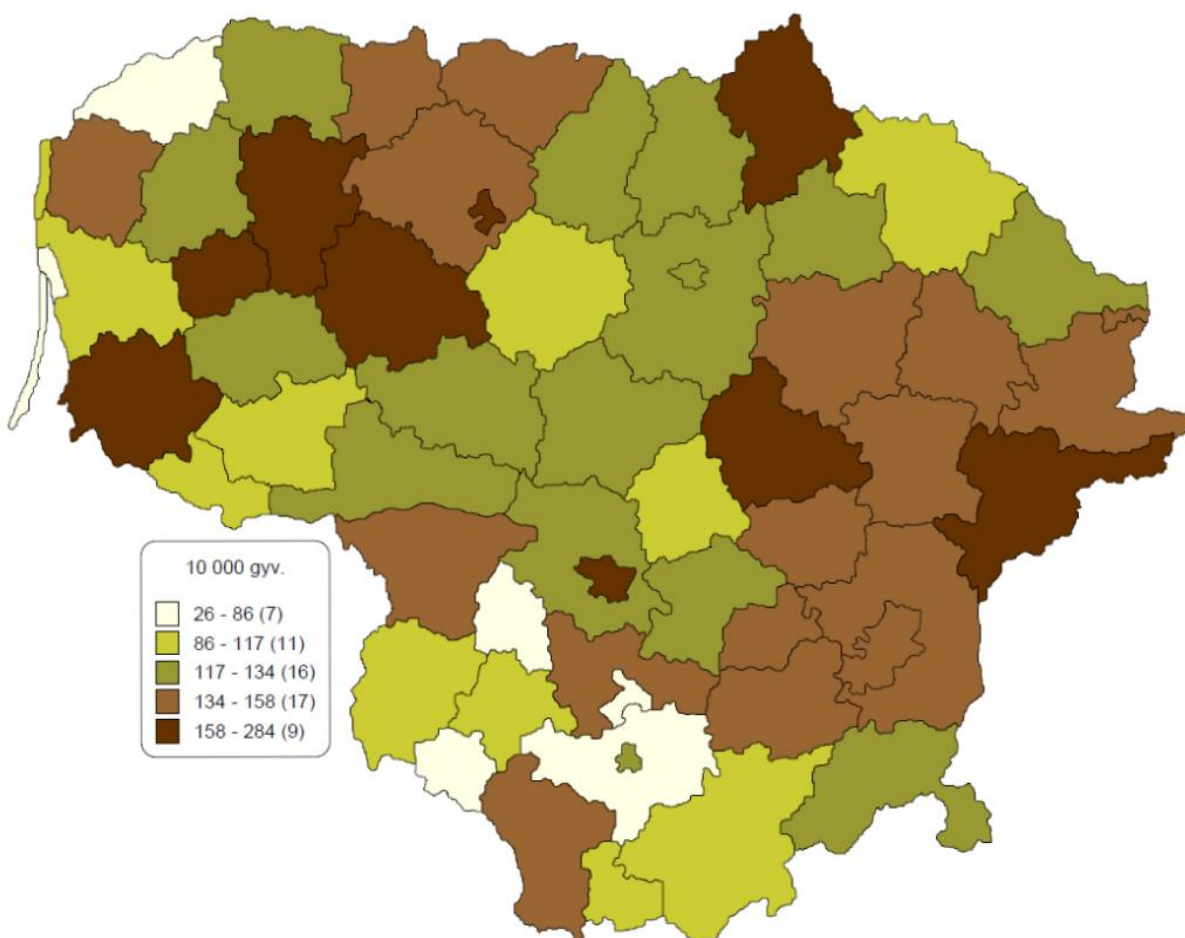 10 000 gyv.
26 - 86 (7)
86 - 117 (11)
117 - 134 (16)
134 - 158 (17)
158 - 284 (9)